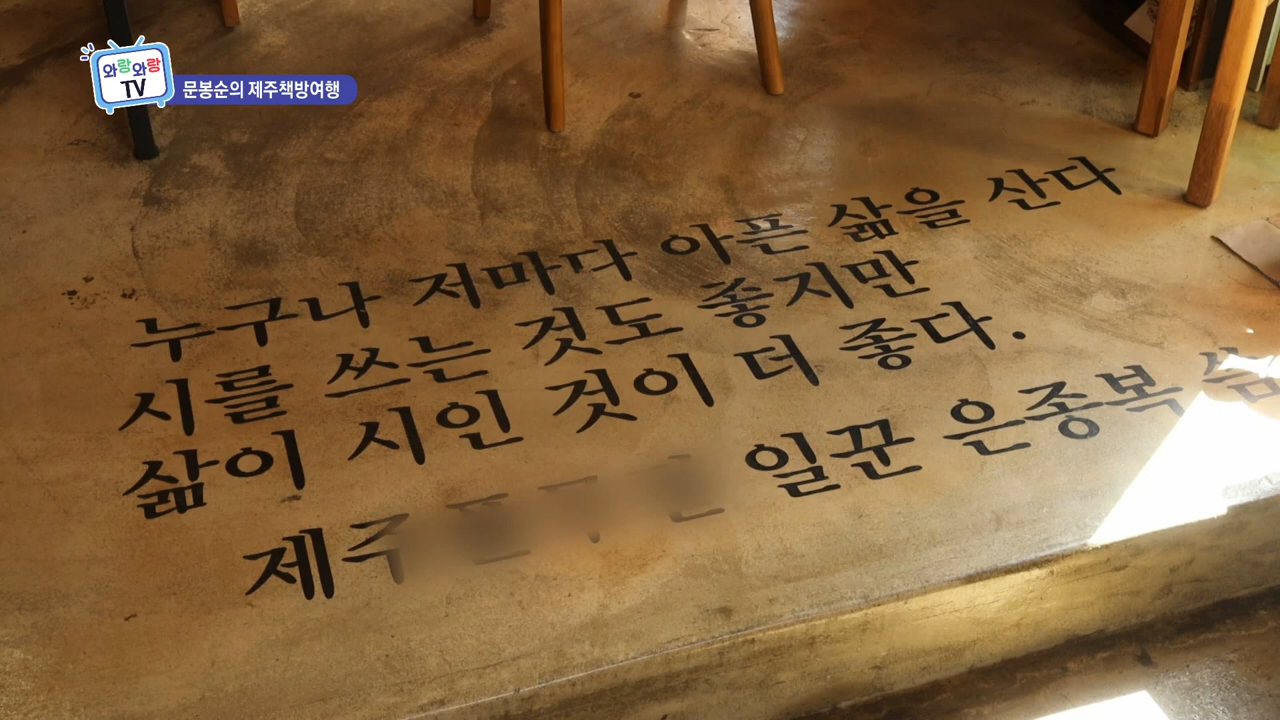 와랑와랑
TV
문봉순의 제주책방여행
누구나 저마다 아픈 삶을 산다
시를 쓰는 것도 좋지만
삶이 시인 것이 더 좋다.
제주 일꾼 은종복 씀